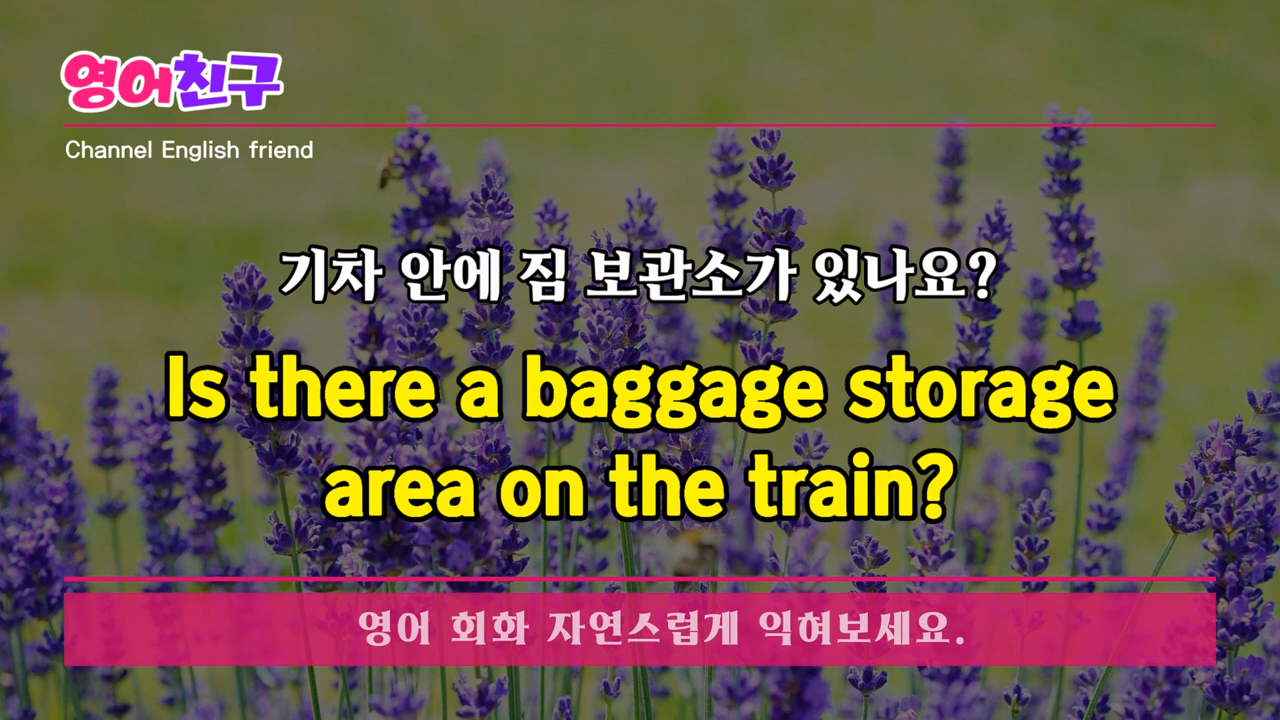 영어친구
Channel English friend
기차 안에 짐 보관소가 있나요?
Is there a baggage storage
area on the train?
영어 회화 자연스럽게 익혀보세요.